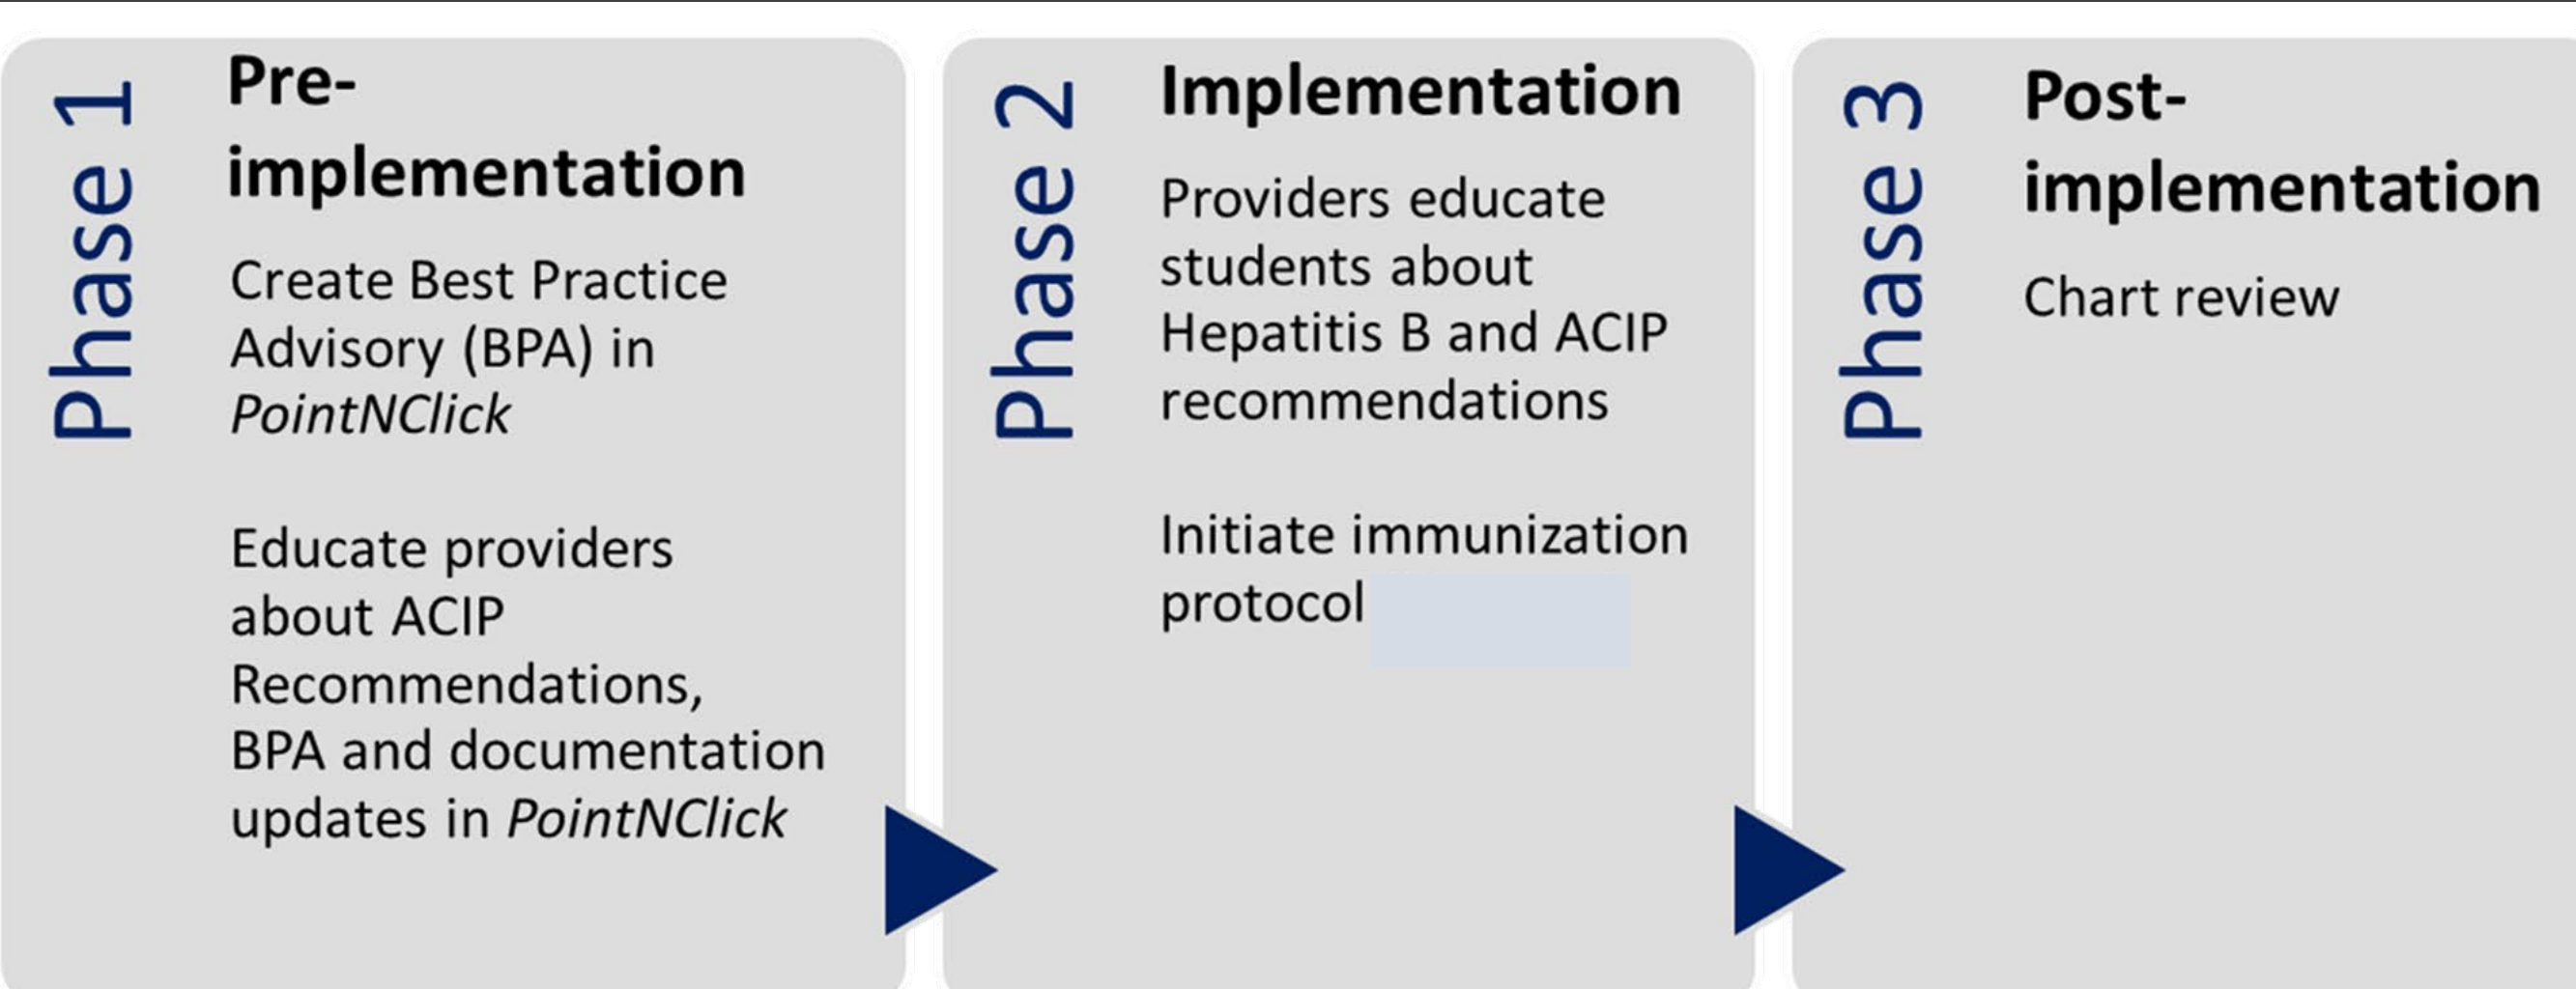 Phase 1
Pre-
implementation
Create Best Practice
Advisory (BPA) in
PointNClick
Educate providers
about ACIP
Recommendations,
BPA and documentation
updates in PointNClick
Phase 2
Implementation
Providers educate
students about
Hepatitis B and ACIP
recommendations
Initiate immunization
protocol
Phase 3
Post-
implementation
Chart review